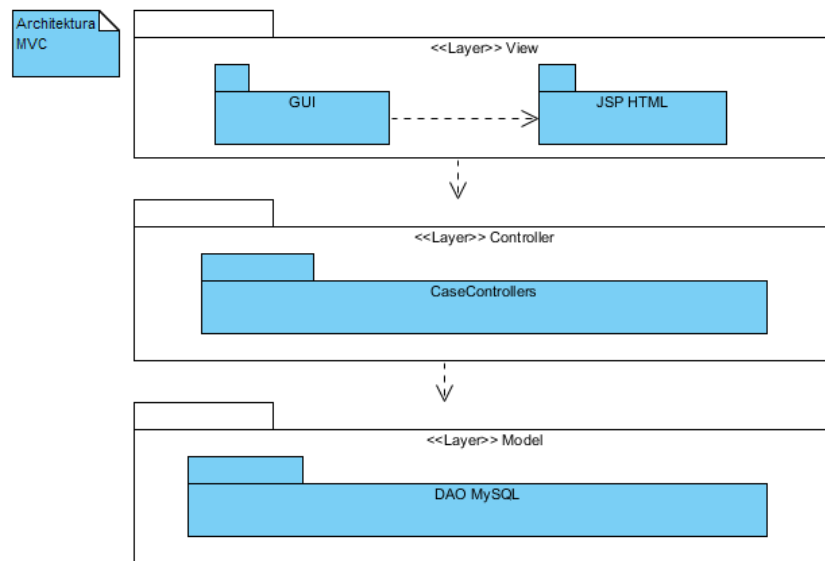 Architektura
MVC
<<Layer>> View
GUI
JSP HTML
<<Layer>> Controller
CaseControllers
<<Layer>> Model
DAO MySQL